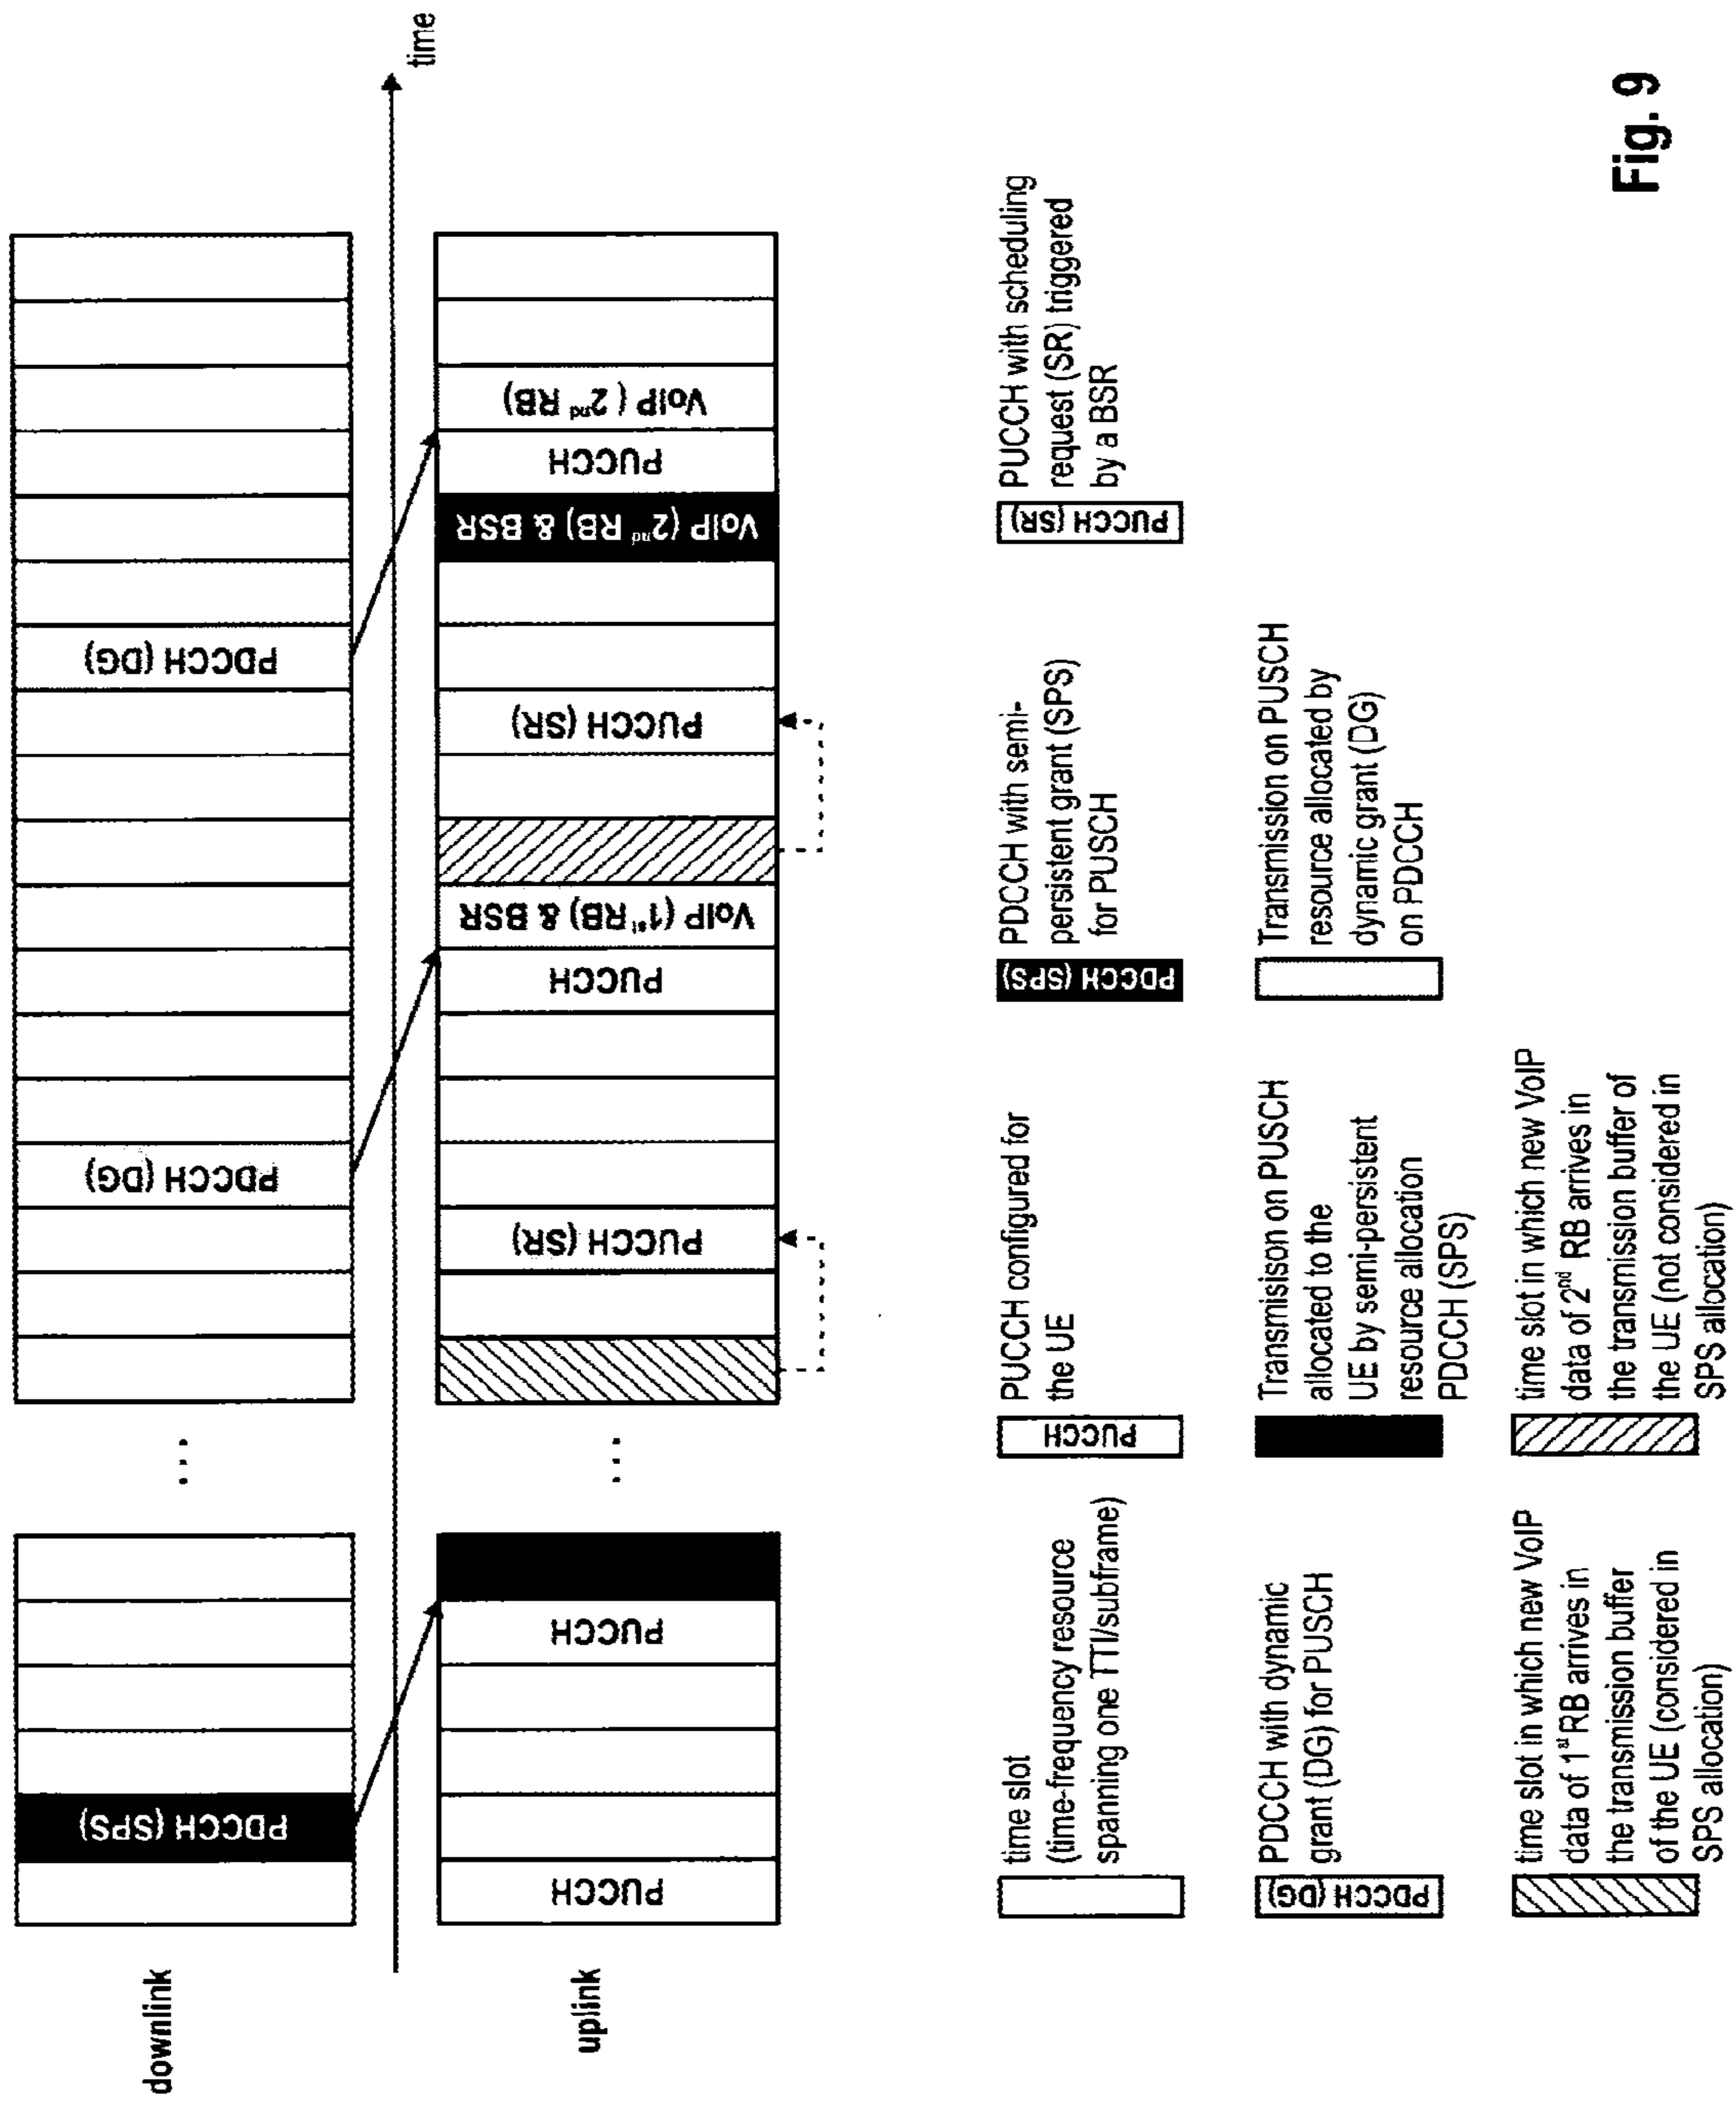 downlink
PDCCH (SPS)
...
PDCCH (DG)
PDCCH (DG)
time
uplink
PUCCH
PUCCH
...
PUCCH (SR)
PUCCH
VoIP (1st RB) & BSR
PUCCH (SR)
VoIP (2nd RB) & BSR
PUCCH
VoIP (2nd RB)
time slot
(time-frequency resource
spanning one TTI/subframe)
PUCCH
PUCCH configured for
the UE
PDCCH (SPS)
PDCCH with semi-
persistent grant (SPS)
for PUSCH
PUCCH (SR)
PUCCH with scheduling
request (SR) triggered
by a BSR
PDCCH (DG)
PDCCH with dynamic
grant (DG) for PUSCH
Transmisison on PUSCH
allocated to the
UE by semi-persistent
resource allocation
PDCCH (SPS)
Transmission on PUSCH
resource allocated by
dynamic grant (DG)
on PDCCH
time slot in which new VoIP
data of 1st RB arrives in
the transmission buffer
of the UE (considered in
SPS allocation)
time slot in which new VoIP
data of 2nd RB arrives in
the transmission buffer of
the UE (not considered in
SPS allocation)
Fig. 9